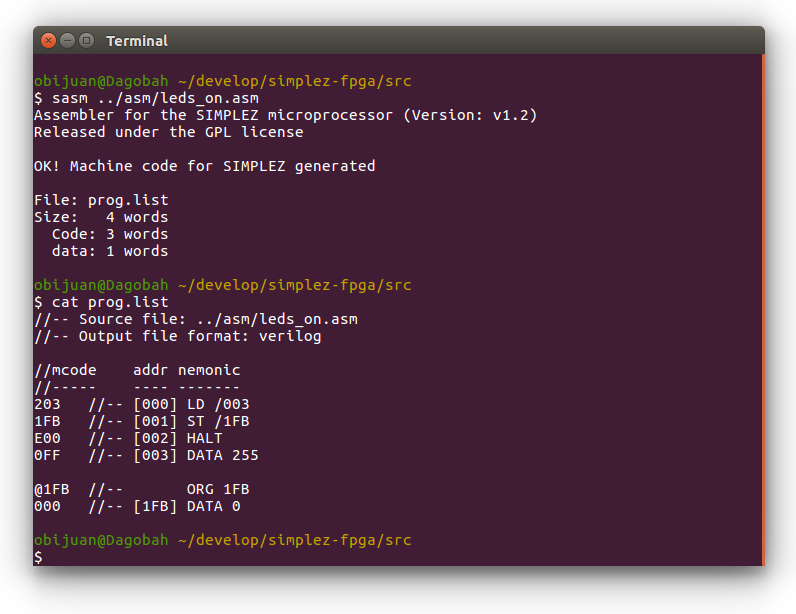 Terminal
obijuan@Dagobah ~/develop/simplez-fpga/src
$ sasm ../asm/leds_on.asm
Assembler for the SIMPLEZ microprocessor (Version: v1.2)
Released under the GPL license
OK! Machine code for SIMPLEZ generated
File: prog.list
Size:   4 words
  Code: 3 words
  data: 1 words
obijuan@Dagobah ~/develop/simplez-fpga/src
$ cat prog.list
//-- Source file: ../asm/leds_on.asm
//-- Output file format: verilog
//mcode    addr nemonic
//-----    ---- -------
203   //-- [000] LD /003
1FB   //-- [001] ST /1FB
E00   //-- [002] HALT
0FF   //-- [003] DATA 255
@1FB  //--       ORG 1FB
000   //-- [1FB] DATA 0
obijuan@Dagobah ~/develop/simplez-fpga/src
$